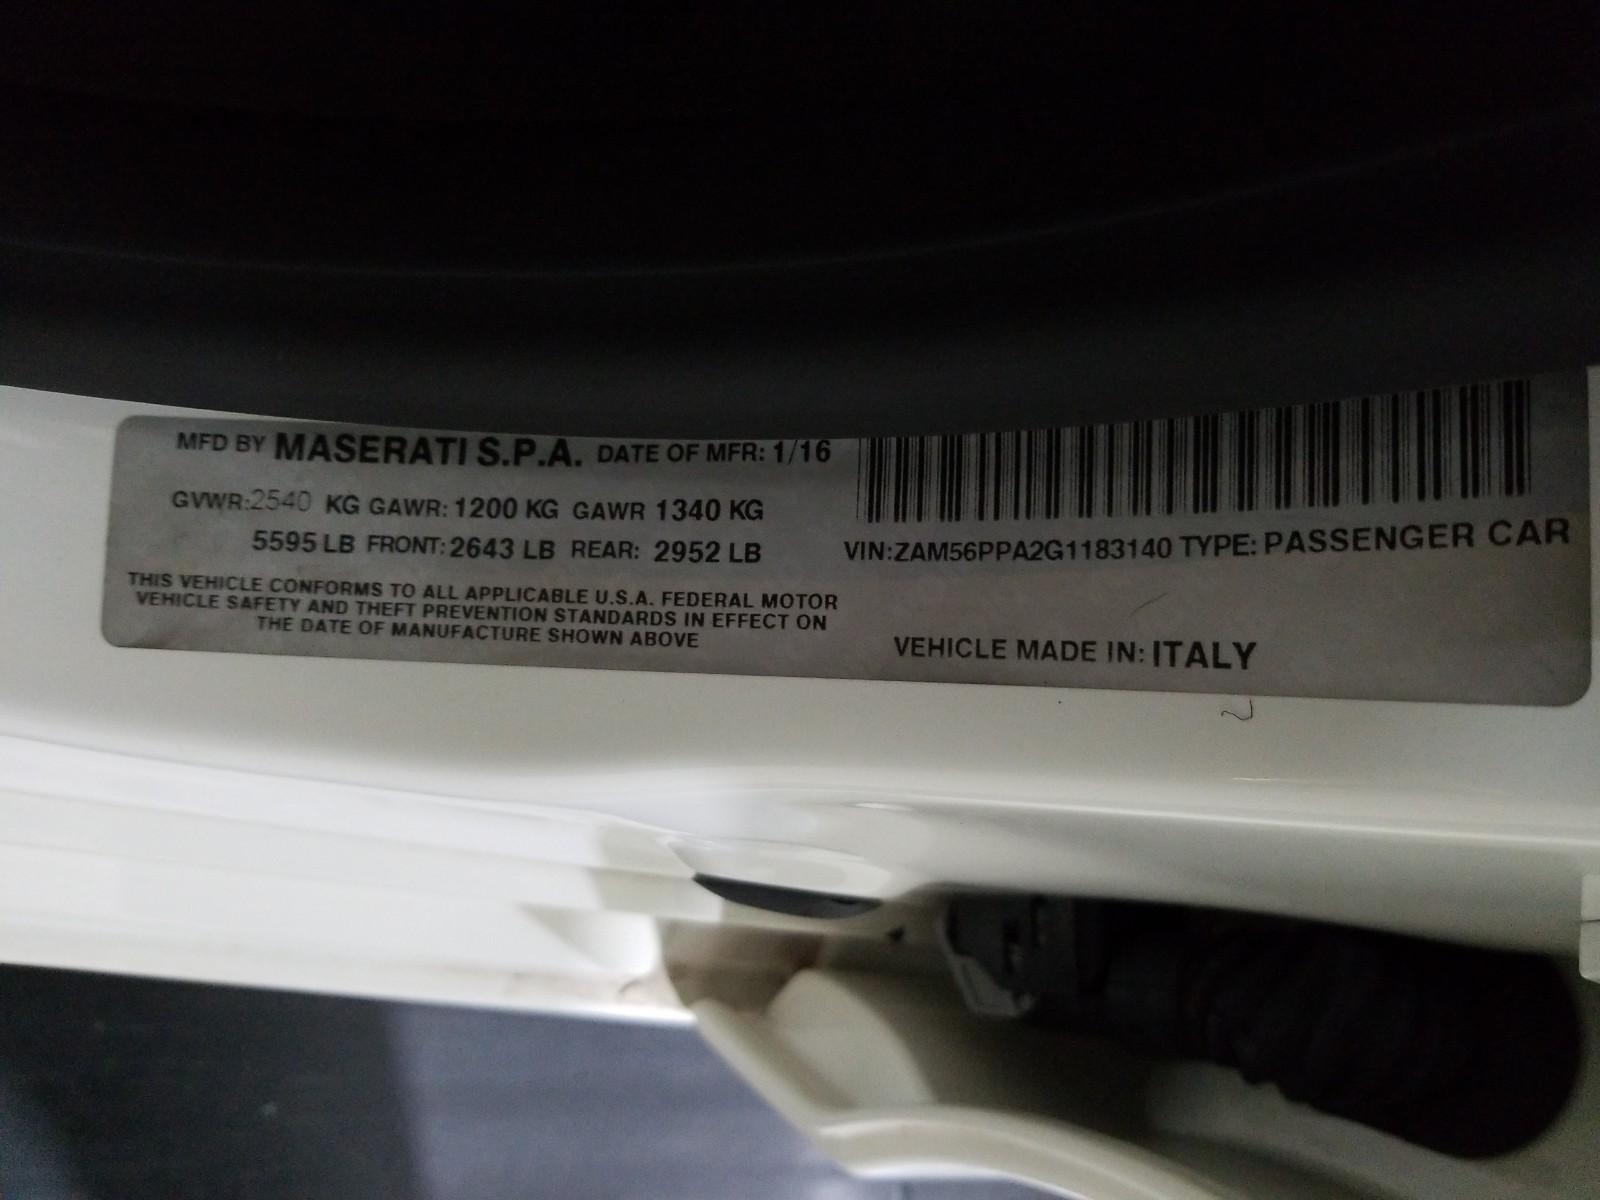 MFD BY MASERATI S.P.A. DATE OF MFR: 1/16
GVWR:2540 KG GAWR: 1200 KG GAWR 1340 KG
5595 LB FRONT: 2643 LB REAR: 2952 LB
THIS VEHICLE CONFORMS TO ALL APPLICABLE U.S.A. FEDERAL MOTOR
VEHICLE SAFETY AND THEFT PREVENTION STANDARDS IN EFFECT ON
THE DATE OF MANUFACTURE SHOWN ABOVE
VIN:ZAM56PPA2G1183140 TYPE: PASSENGER CAR
VEHICLE MADE IN: ITALY